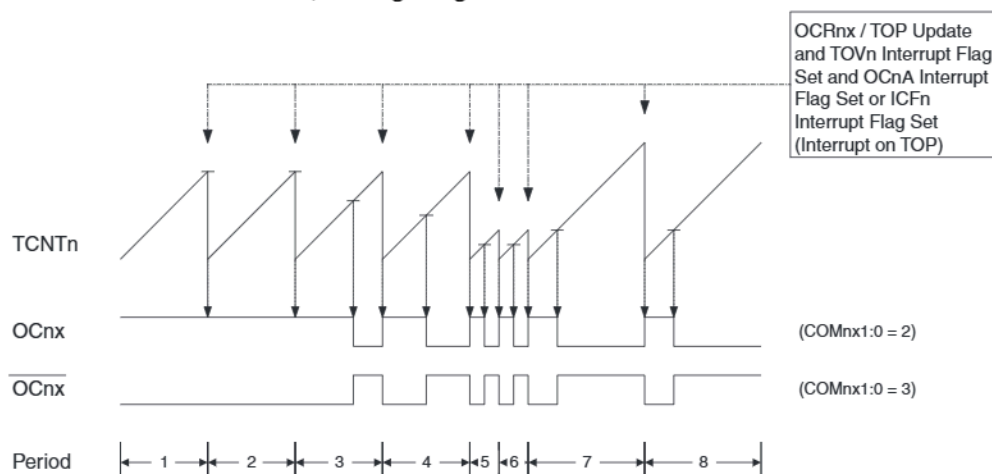 OCRnx / TOP Update
and TOVn Interrupt Flag
Set and OCnA Interrupt
Flag Set or ICFn
Interrupt Flag Set
(Interrupt on TOP)
TCNTn
OCnx
(COMnx1:0 = 2)
OCnx
(COMnx1:0 = 3)
Period
1 2 3 4 5 6 7 8